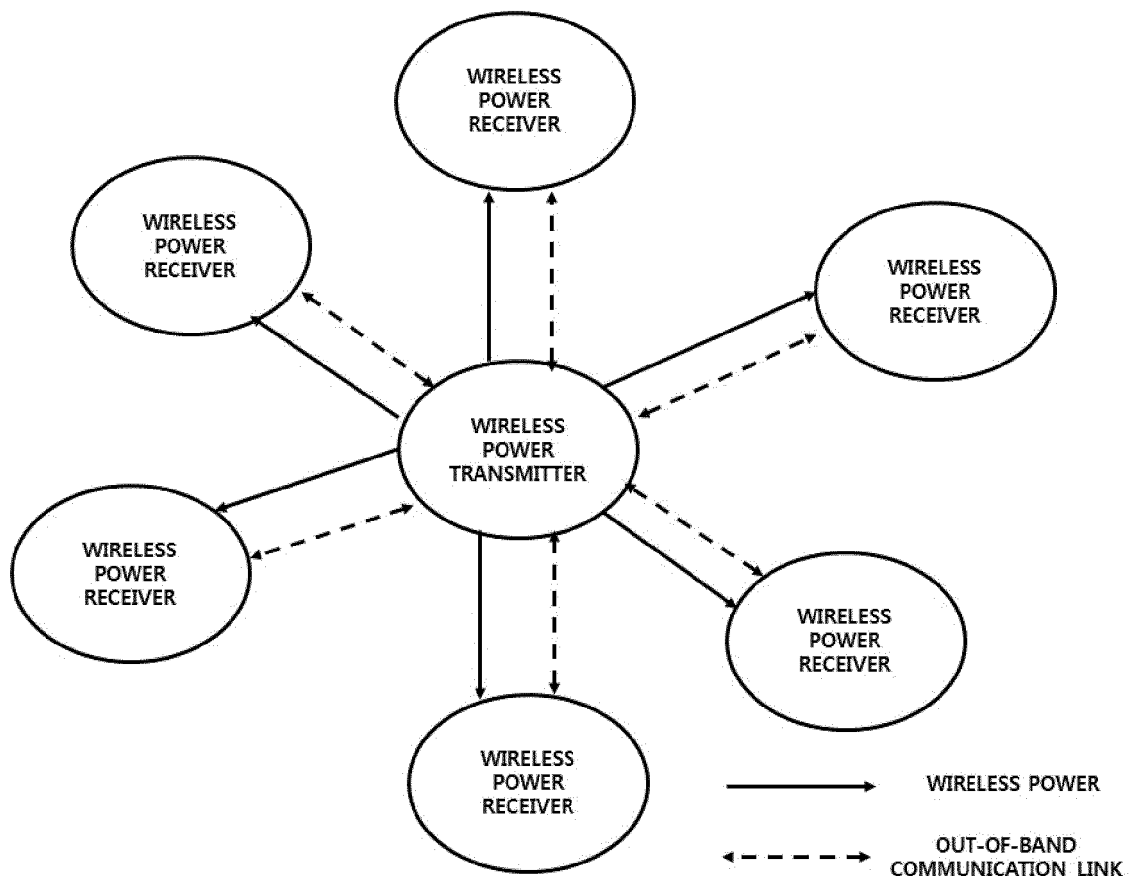 WIRELESS
POWER
RECEIVER
WIRELESS
POWER
RECEIVER
WIRELESS
POWER
RECEIVER
WIRELESS
POWER
TRANSMITTER
WIRELESS
POWER
RECEIVER
WIRELESS
POWER
RECEIVER
WIRELESS
POWER
RECEIVER
WIRELESS POWER
OUT-OF-BAND
COMMUNICATION LINK